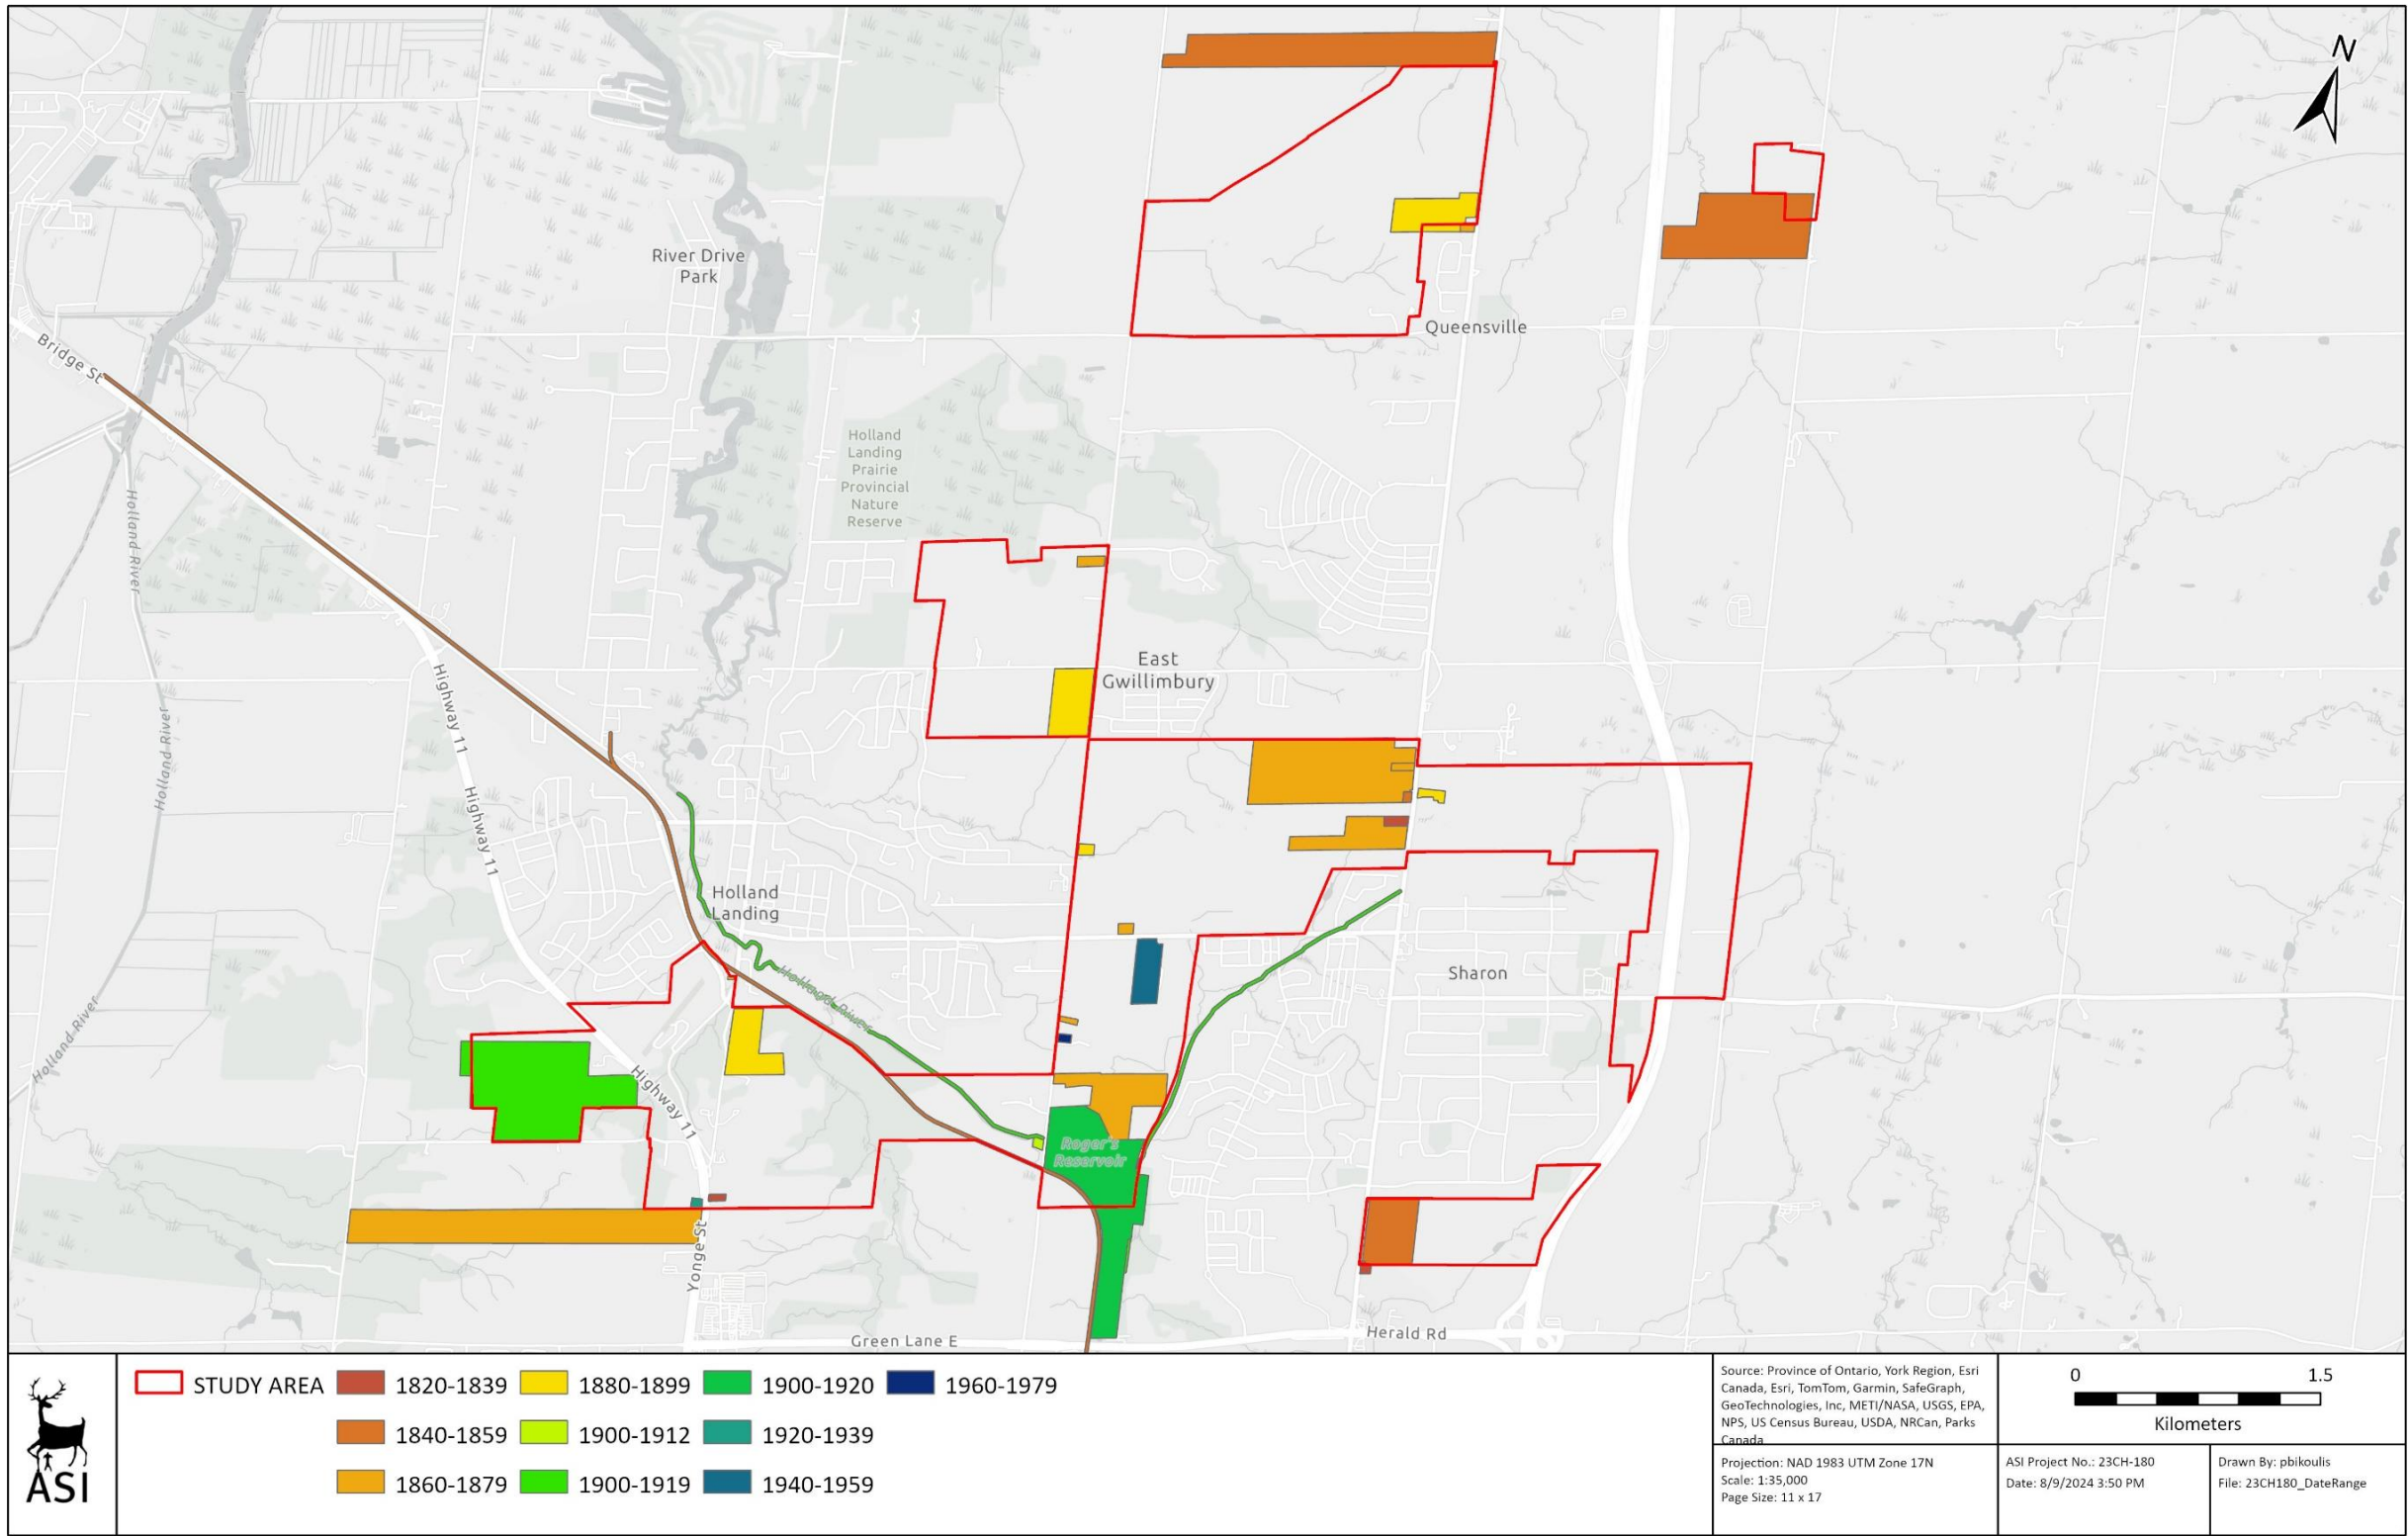 N
River Drive
Park
Queensville
Bridge St
Holland
Landing
Prairie
Provincial
Nature
Reserve
Holland River
East
Gwillimbury
Highway 11
Holland River
Highway 11
Holland
Landing
Holland River
Sharon
Holland River
Highway 11
Roger's
Reservoir
Yonge St
Green Lane E
Herald Rd
ASI
STUDY AREA
1820-1839
1840-1859
1860-1879
1880-1899
1900-1912
1900-1919
1900-1920
1920-1939
1940-1959
1960-1979
Source: Province of Ontario, York Region, Esri
Canada, Esri, TomTom, Garmin, SafeGraph,
GeoTechnologies, Inc, METI/NASA, USGS, EPA,
NPS, US Census Bureau, USDA, NRCan, Parks
Canada
Projection: NAD 1983 UTM Zone 17N
Scale: 1:35,000
Page Size: 11 x 17
0 1.5
Kilometers
ASI Project No.: 23CH-180
Date: 8/9/2024 3:50 PM
Drawn By: pbikoulis
File: 23CH180_DateRange